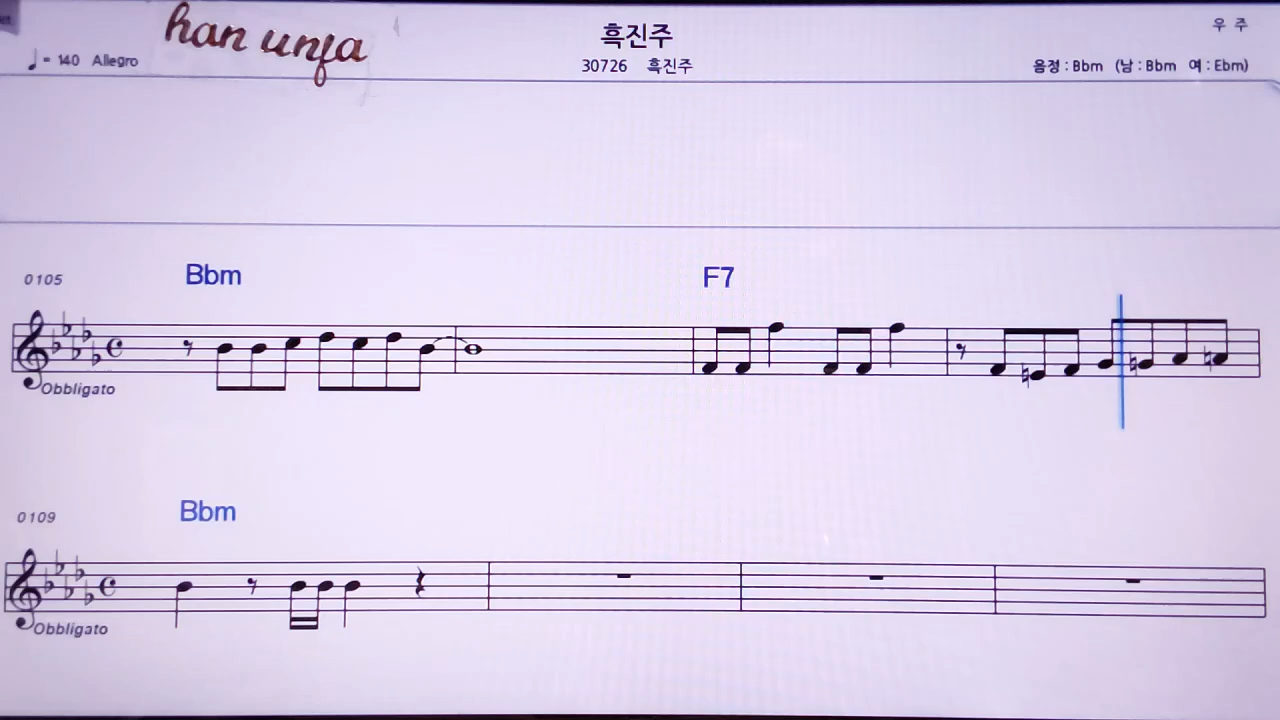 han unja
흑진주
우 주
♩= 140 Allegro
30726 흑진주
음정 : Bbm (남 : Bbm 여 : Ebm)
0105
Bbm
F7
Obbligato
0109
Bbm
Obbligato